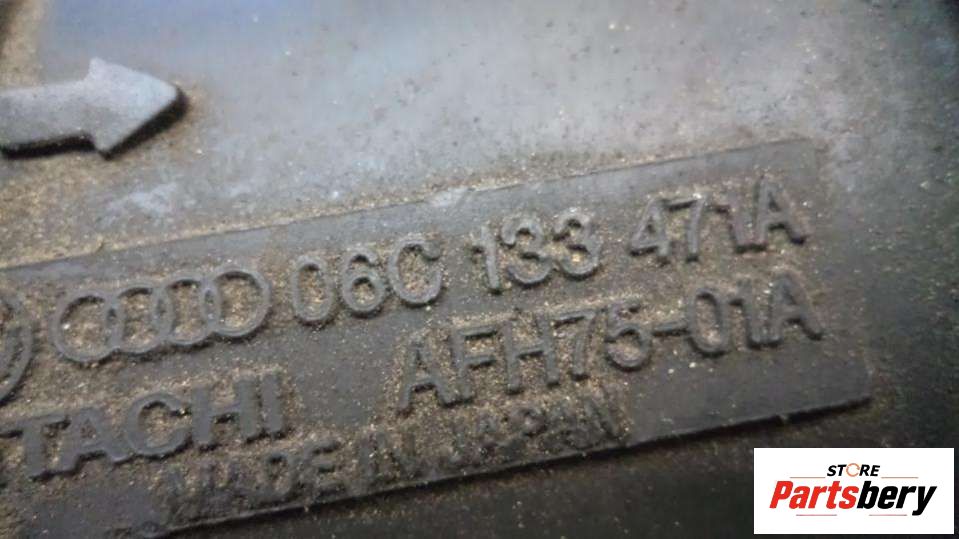 06C 133 471A
AFH75-01A
TACHI
MADE IN JAPAN
STORE
Partsbery